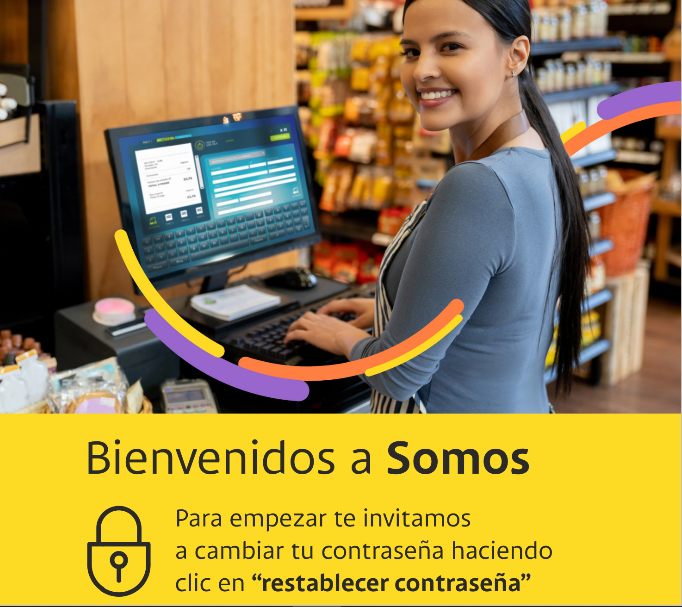 Bienvenidos a Somos
Para empezar te invitamos
a cambiar tu contraseña haciendo
clic en “restablecer contraseña”